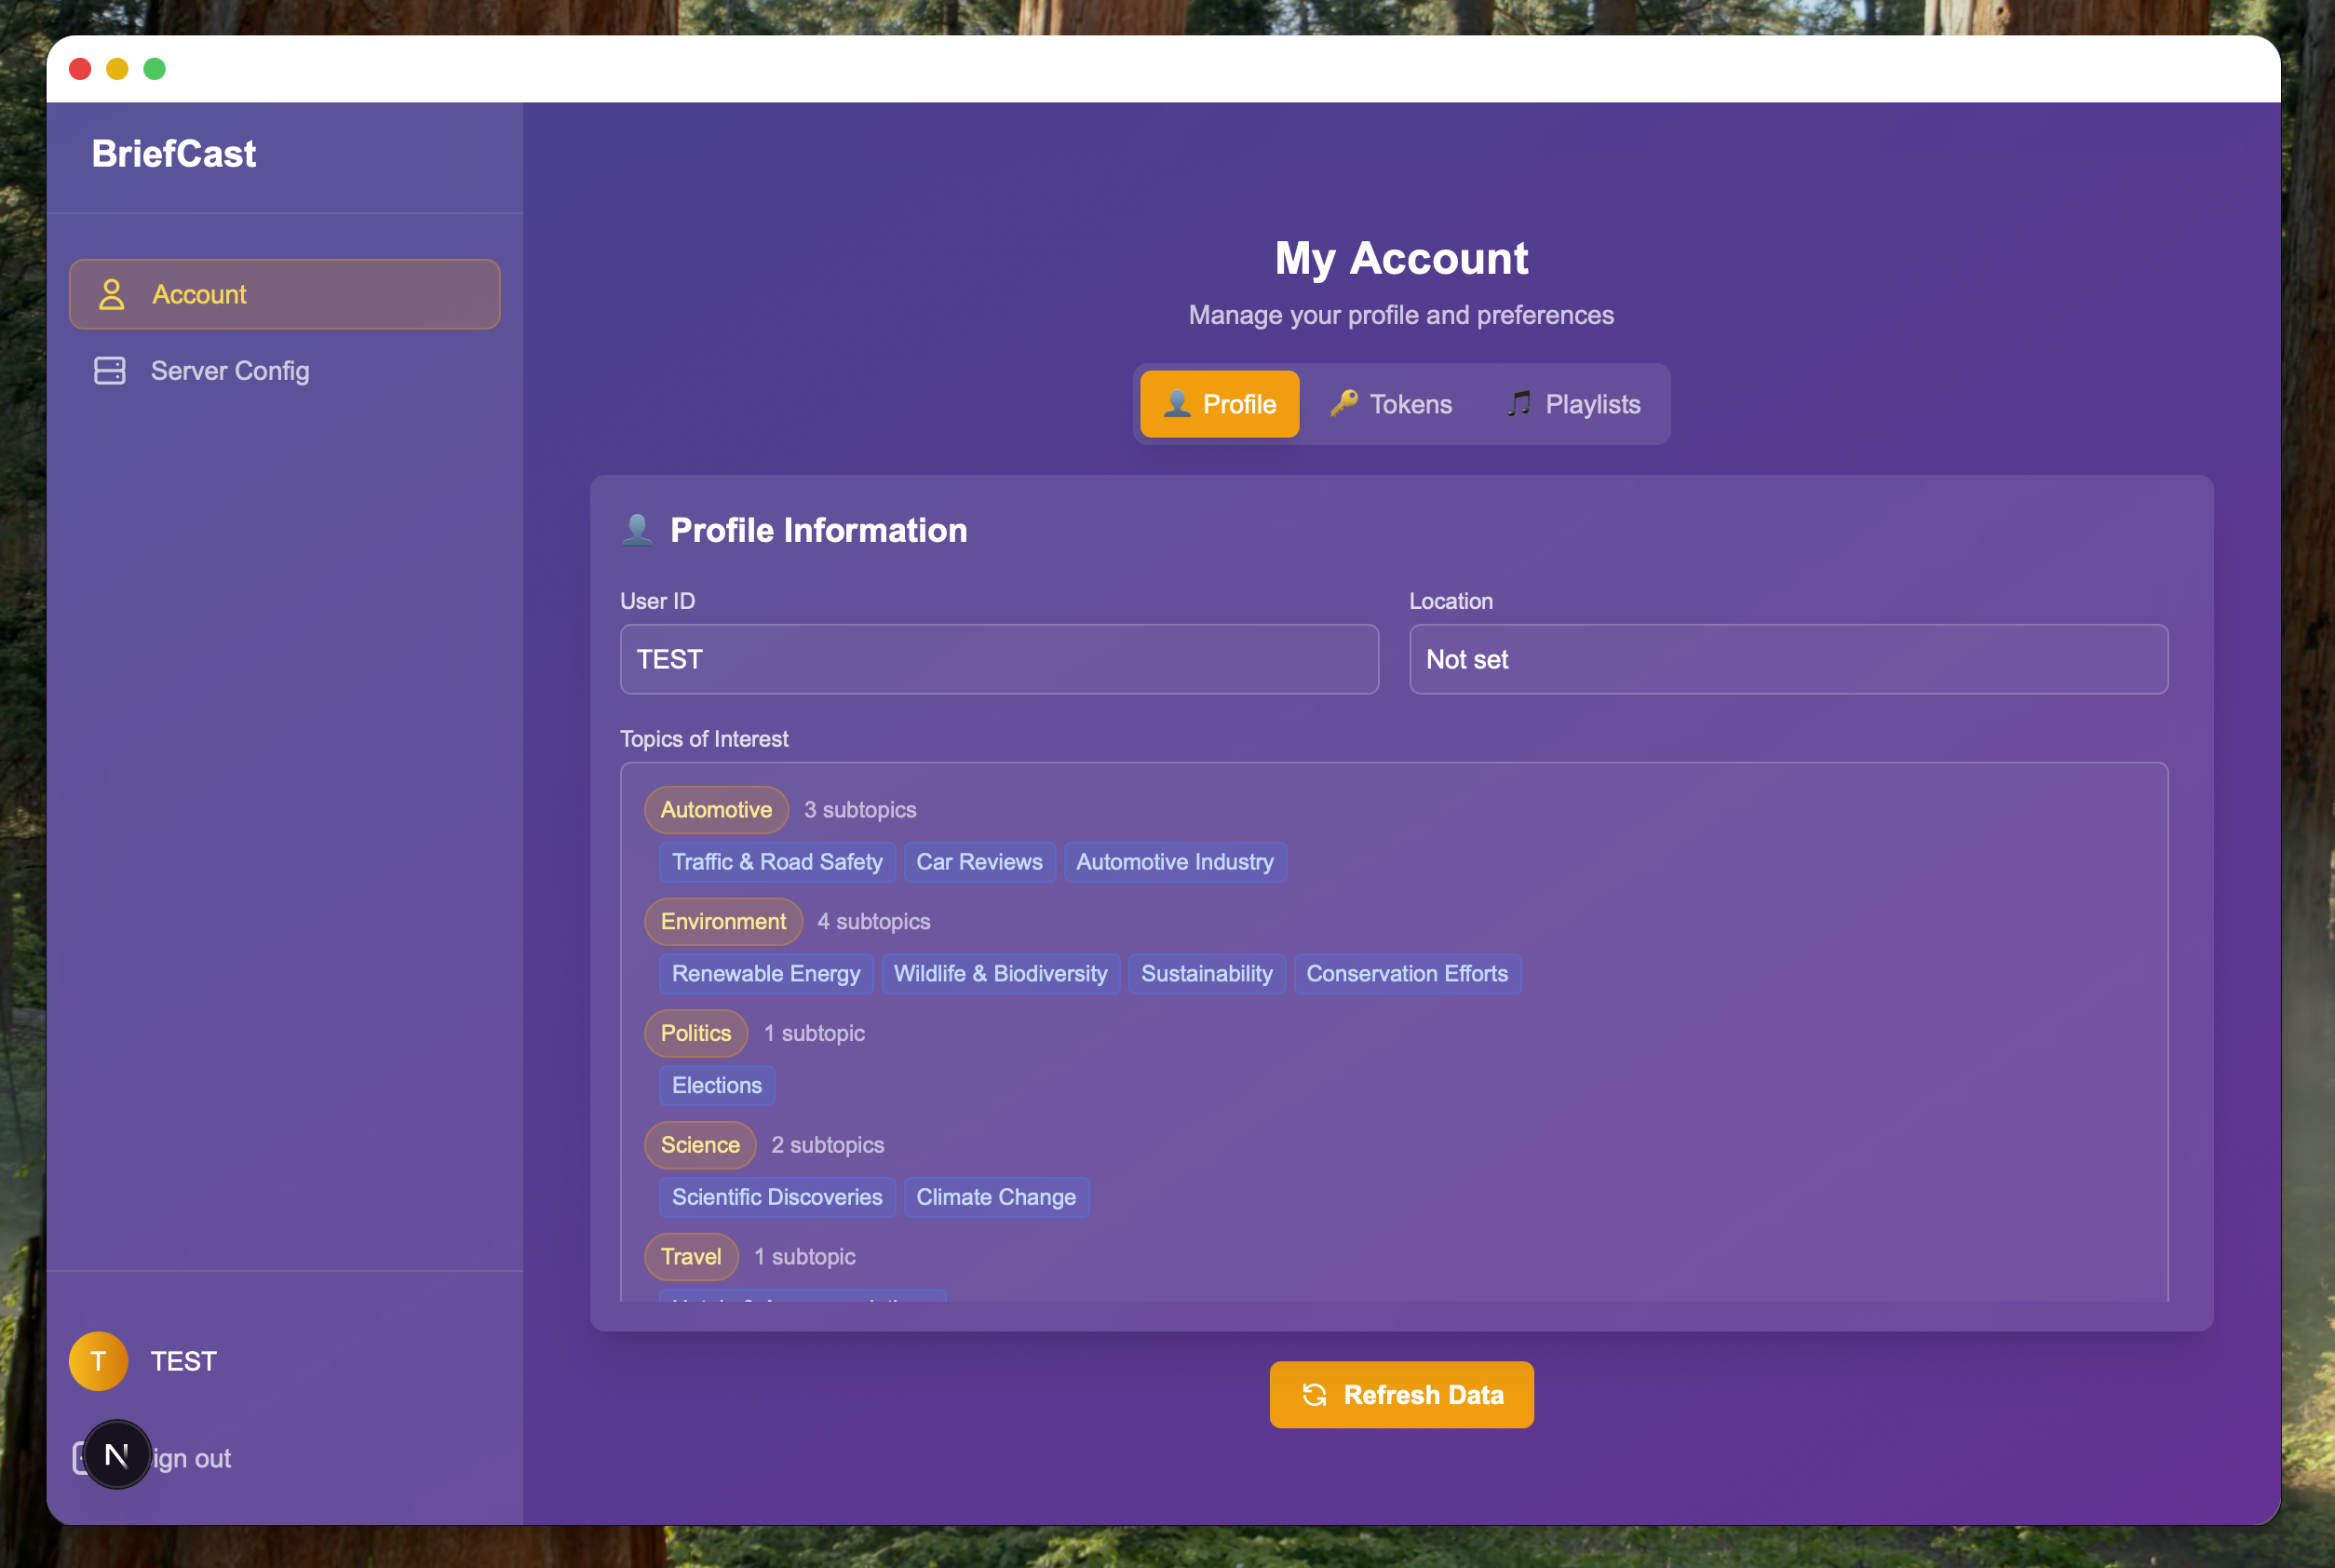 BriefCast
Account
Server Config
My Account
Manage your profile and preferences
Profile
Tokens
Playlists
Profile Information
User ID
Location
TEST
Not set
Topics of Interest
Automotive 3 subtopics
Traffic & Road Safety Car Reviews Automotive Industry
Environment 4 subtopics
Renewable Energy Wildlife & Biodiversity Sustainability Conservation Efforts
Politics 1 subtopic
Elections
Science 2 subtopics
Scientific Discoveries Climate Change
Travel 1 subtopic
Refresh Data
T TEST
N
ign out